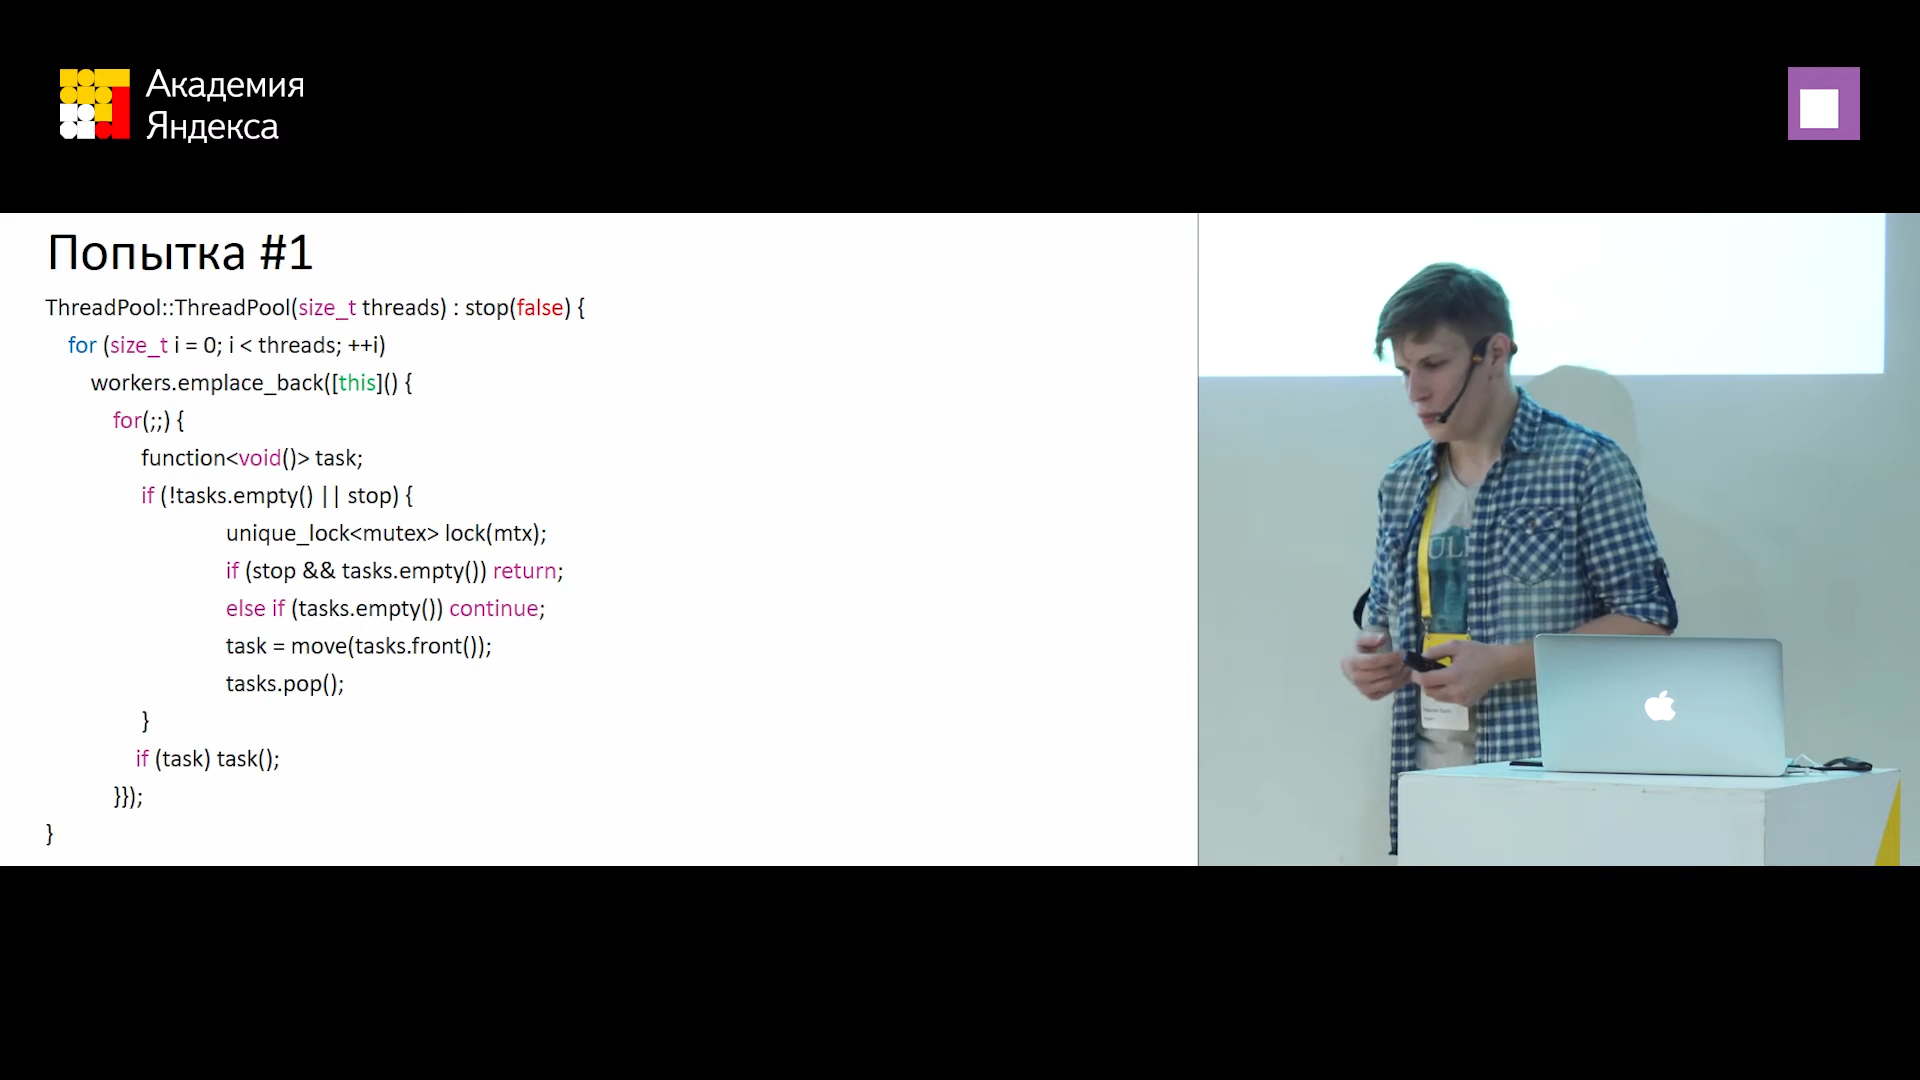 Академия
Яндекса
Попытка #1
ThreadPool::ThreadPool(size_t threads) : stop(false) {
for (size_t i = 0; i < threads; ++i)
workers.emplace_back([this]() {
for(;;) {
function<void()> task;
if (!tasks.empty() || stop) {
unique_lock<mutex> lock(mtx);
if (stop && tasks.empty()) return;
else if (tasks.empty()) continue;
task = move(tasks.front());
tasks.pop();
}
if (task) task();
}});
}